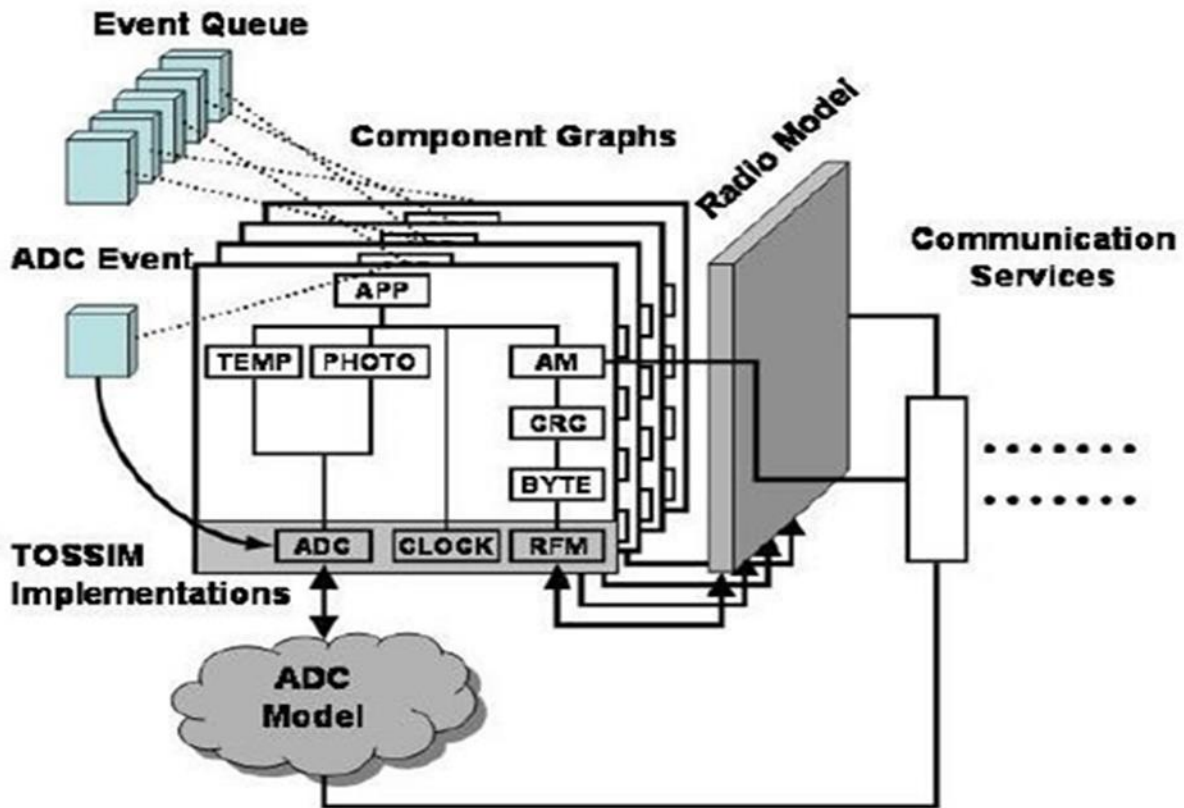 Event Queue
Component Graphs
Radio Model
Communication
Services
ADC Event
APP
TEMP
PHOTO
AM
CRC
BYTE
ADC
CLOCK
RFM
TOSSIM
Implementations
ADC
Model